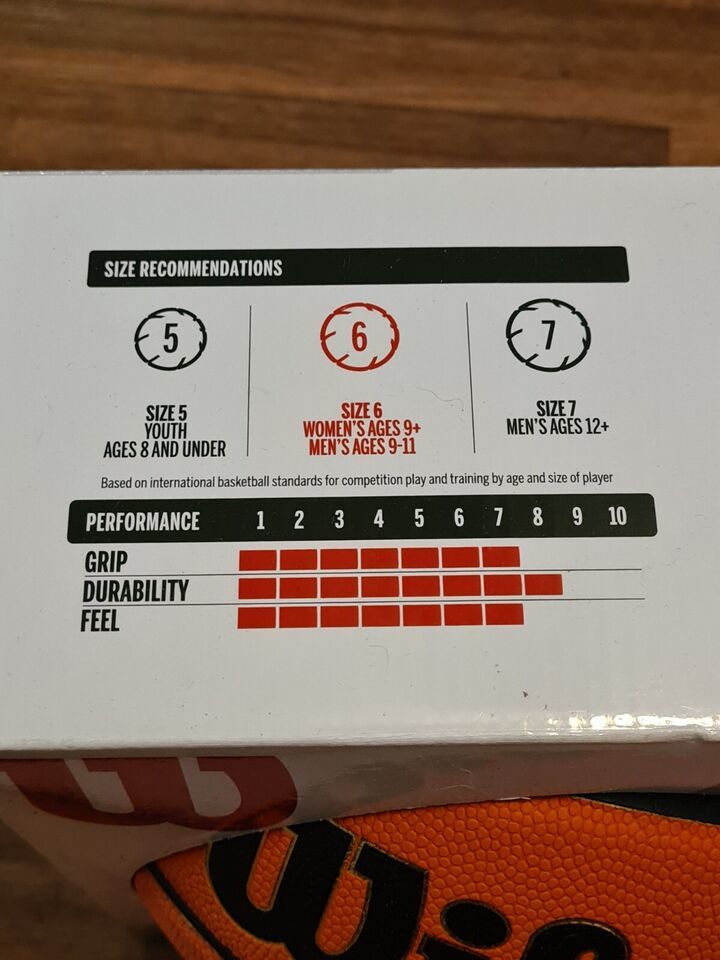 SIZE RECOMMENDATIONS
5
6
7
SIZE 5
YOUTH
AGES 8 AND UNDER
SIZE 6
WOMEN'S AGES 9+
MEN'S AGES 9-11
SIZE 7
MEN'S AGES 12+
Based on international basketball standards for competition play and training by age and size of player
PERFORMANCE 1 2 3 4 5 6 7 8 9 10
GRIP
DURABILITY
FEEL